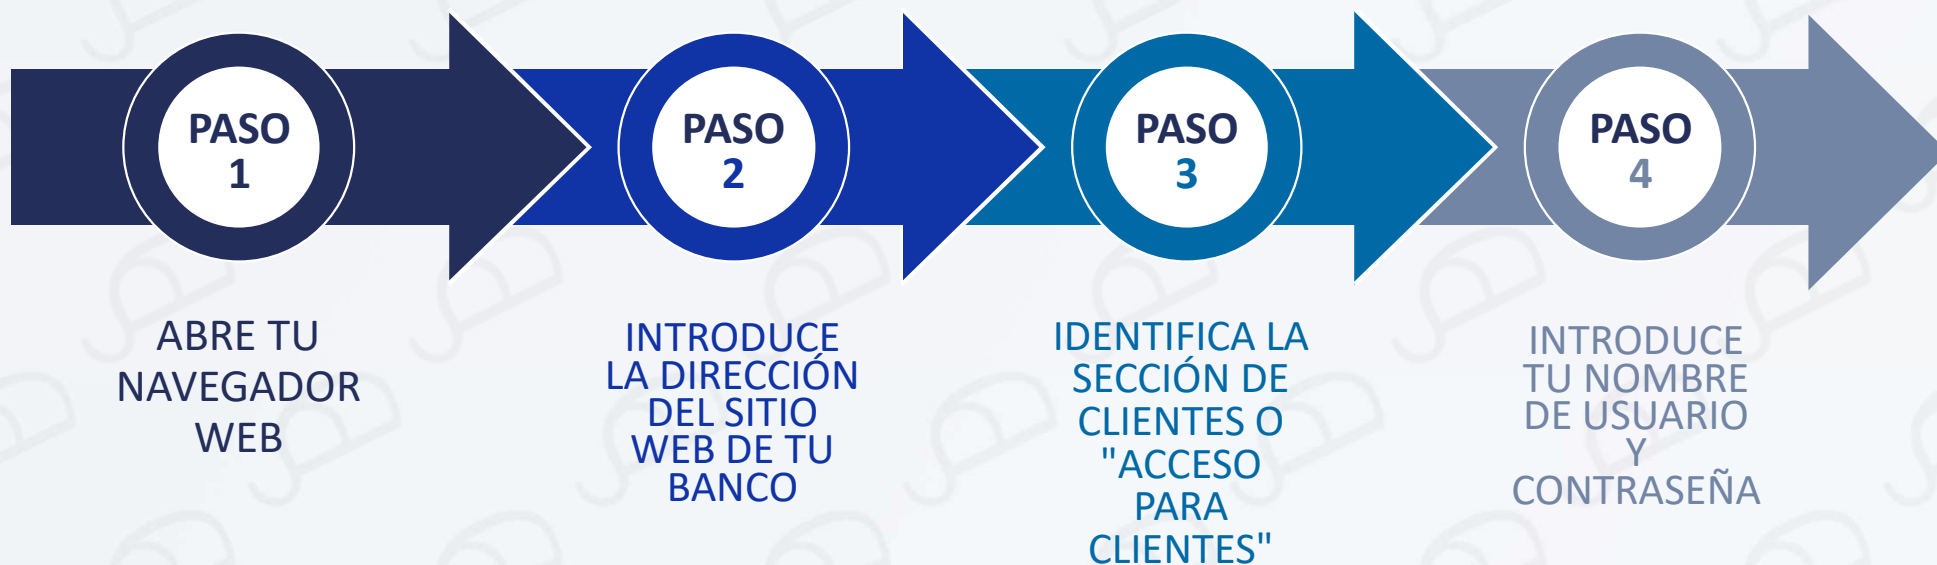 PASO
1
PASO
2
PASO
3
PASO
4
ABRE TU
NAVEGADOR
WEB
INTRODUCE
LA DIRECCIÓN
DEL SITIO
WEB DE TU
BANCO
IDENTIFICA LA
SECCIÓN DE
CLIENTES O
"ACCESO
PARA
CLIENTES"
INTRODUCE
TU NOMBRE
DE USUARIO
Y
CONTRASEÑA